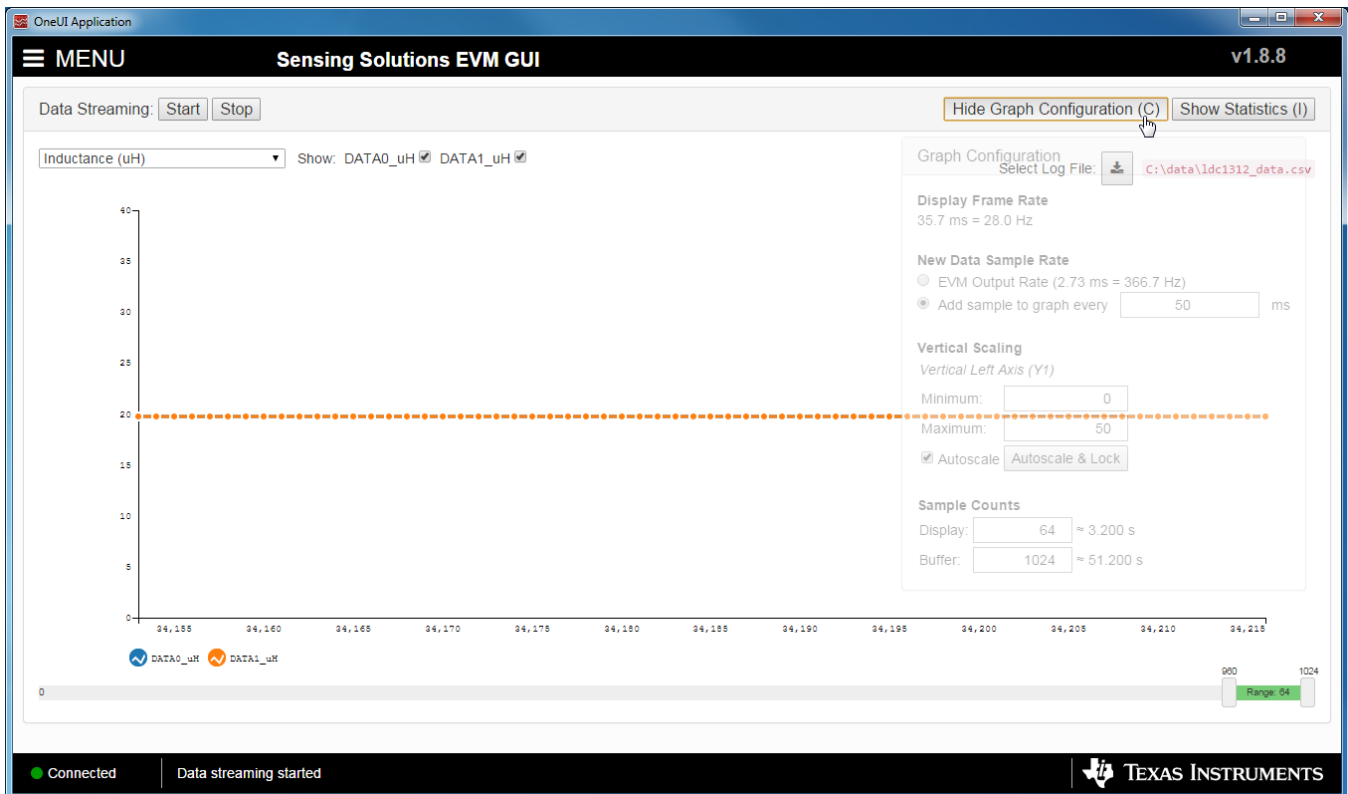 OneUI Application
MENU Sensing Solutions EVM GUI v1.8.8
Data Streaming: Start Stop Hide Graph Configuration (C) Show Statistics (I)
Inductance (uH) Show: DATA0_uH DATA1_uH
Graph Configuration
Select Log File: C:\data\ldc1312_data.csv
Display Frame Rate
35.7 ms = 28.0 Hz
New Data Sample Rate
EVM Output Rate (2.73 ms = 366.7 Hz)
Add sample to graph every 50 ms
Vertical Scaling
Vertical Left Axis (Y1)
Minimum: 0
Maximum: 50
Autoscale Autoscale & Lock
Sample Counts
Display: 64 ≈ 3.200 s
Buffer: 1024 ≈ 51.200 s
40
35
30
25
20
15
10
5
0
34,155 34,160 34,165 34,170 34,175 34,180 34,185 34,190 34,195 34,200 34,205 34,210 34,215
DATA0_uH DATA1_uH
960 1024
0 Range: 64
Connected Data streaming started TEXAS INSTRUMENTS